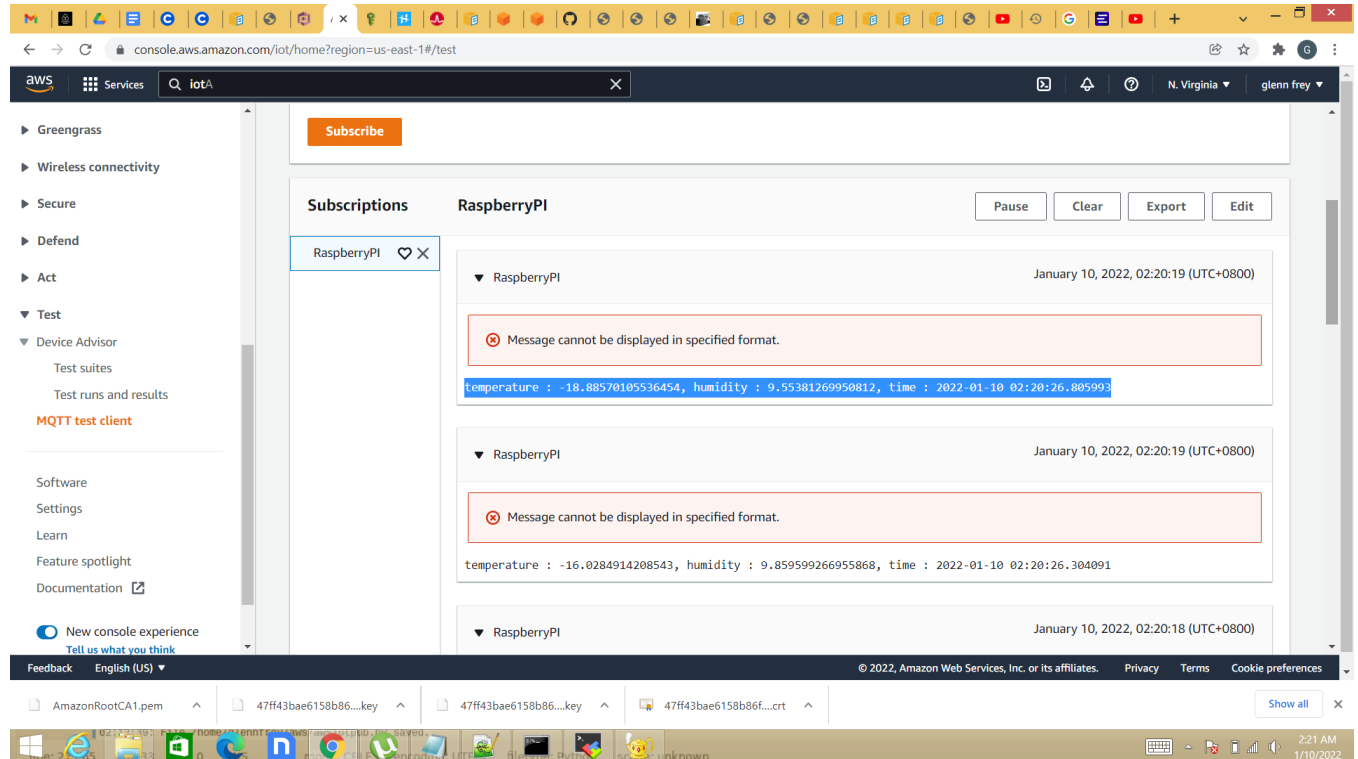 console.aws.amazon.com/iot/home?region=us-east-1#/test
G
aws Services iotA N. Virginia ▼ glenn frey ▼
Greengrass
Wireless connectivity
Secure
Defend
Act
Test
Device Advisor
Test suites
Test runs and results
MQTT test client
Software
Settings
Learn
Feature spotlight
Documentation
New console experience
Tell us what you think
Subscribe
Subscriptions
RaspberryPI
RaspberryPI
Pause Clear Export Edit
RaspberryPI January 10, 2022, 02:20:19 (UTC+0800)
Message cannot be displayed in specified format.
temperature : -18.88570105536454, humidity : 9.55381269950812, time : 2022-01-10 02:20:26.805993
RaspberryPI January 10, 2022, 02:20:19 (UTC+0800)
Message cannot be displayed in specified format.
temperature : -16.0284914208543, humidity : 9.859599266955868, time : 2022-01-10 02:20:26.304091
RaspberryPI January 10, 2022, 02:20:18 (UTC+0800)
Feedback English (US) ▼ © 2022, Amazon Web Services, Inc. or its affiliates. Privacy Terms Cookie preferences
AmazonRootCA1.pem 47ff43bae6158b86....key 47ff43bae6158b86....key 47ff43bae6158b86f....crt Show all
2:21 AM
1/10/2022